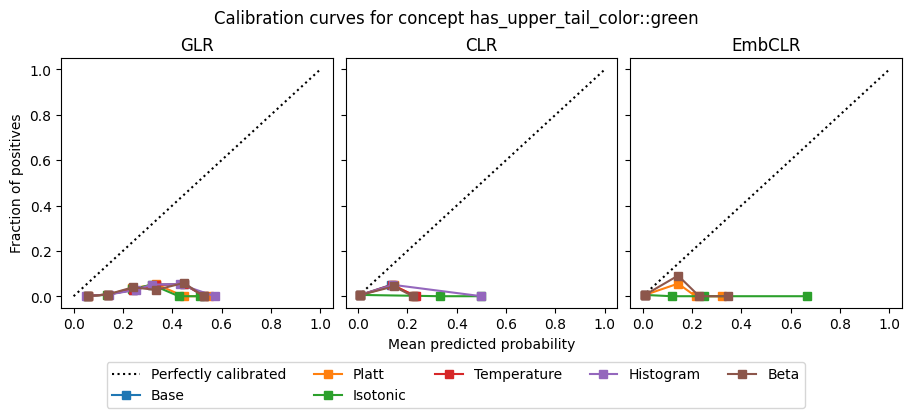 Calibration curves for concept has_upper_tail_color::green
GLR
CLR
EmbCLR
Fraction of positives
1.0
0.8
0.6
0.4
0.2
0.0
0.0 0.2 0.4 0.6 0.8 1.0
0.0 0.2 0.4 0.6 0.8 1.0
0.0 0.2 0.4 0.6 0.8 1.0
Mean predicted probability
Perfectly calibrated
Base
Platt
Isotonic
Temperature
Histogram
Beta